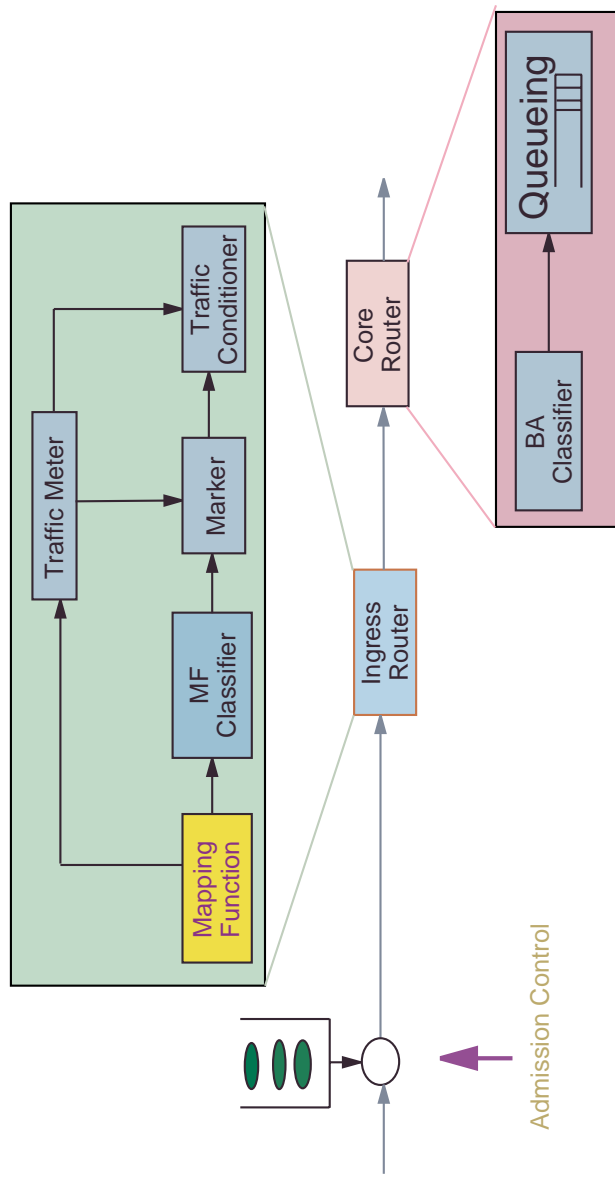 Traffic Meter
Mapping
Function
MF
Classifier
Marker
Traffic
Conditioner
Ingress
Router
Core
Router
Admission Control
BA
Classifier
Queueing